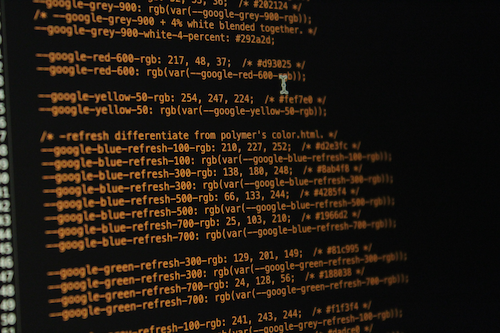 32, 33, 36; /* #202124 */
--google-grey-900: rgb(var(--google-grey-900-rgb));
/* --google-grey-900 + 4% white blended together. */
--google-grey-900-white-4-percent: #292a2d;
--google-red-600-rgb: 217, 48, 37; /* #d93025 */
--google-red-600: rgb(var(--google-red-600-rgb));
--google-yellow-50-rgb: 254, 247, 224; /* #fef7e0 */
--google-yellow-50: rgb(var(--google-yellow-50-rgb));
/* -refresh differentiate from polymer's color.html. */
--google-blue-refresh-100-rgb: 210, 227, 252; /* #d2e3fc */
--google-blue-refresh-100: rgb(var(--google-blue-refresh-100-rgb));
--google-blue-refresh-300-rgb: 138, 180, 248; /* #8ab4f8 */
--google-blue-refresh-300: rgb(var(--google-blue-refresh-300-rgb));
--google-blue-refresh-500-rgb: 66, 133, 244; /* #4285f4 */
--google-blue-refresh-500: rgb(var(--google-blue-refresh-500-rgb));
--google-blue-refresh-700-rgb: 25, 103, 210; /* #1966d2 */
--google-blue-refresh-700: rgb(var(--google-blue-refresh-700-rgb));
--google-green-refresh-300-rgb: 129, 201, 149; /* #81c995 */
--google-green-refresh-300: rgb(var(--google-green-refresh-300-rgb));
--google-green-refresh-700-rgb: 24, 128, 56; /* #188038 */
--google-green-refresh-700: rgb(var(--google-green-refresh-700-rgb));
--google-grey-refresh-100-rgb: 241, 243, 244; /* #f1f3f4 */
rgb(var(--google-grey-refresh-100-rgb));